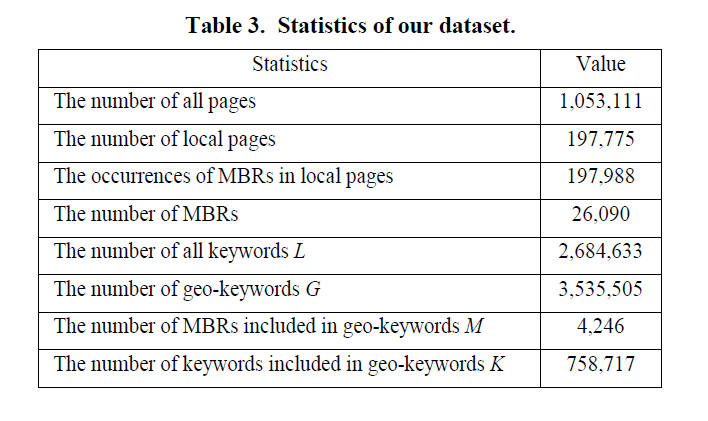 Table 3. Statistics of our dataset.
Statistics Value
The number of all pages 1,053,111
The number of local pages 197,775
The occurrences of MBRs in local pages 197,988
The number of MBRs 26,090
The number of all keywords L 2,684,633
The number of geo-keywords G 3,535,505
The number of MBRs included in geo-keywords M 4,246
The number of keywords included in geo-keywords K 758,717